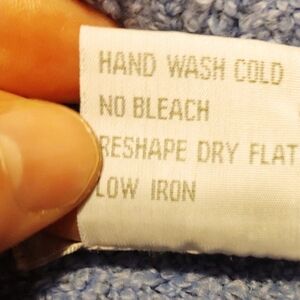 HAND WASH COLD
NO BLEACH
RESHAPE DRY FLAT
LOW IRON